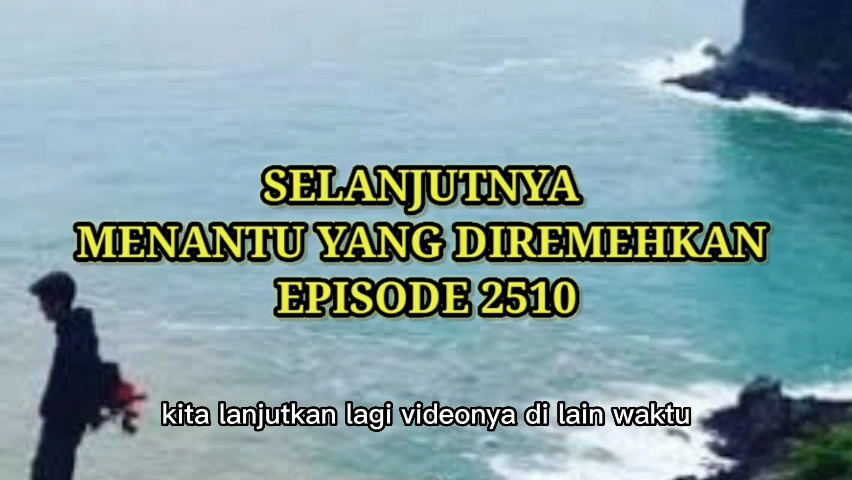 SELANJUTNYA
MENANTU YANG DIREMEHKAN
EPISODE 2510
kita lanjutkan lagi videonya di lain waktu